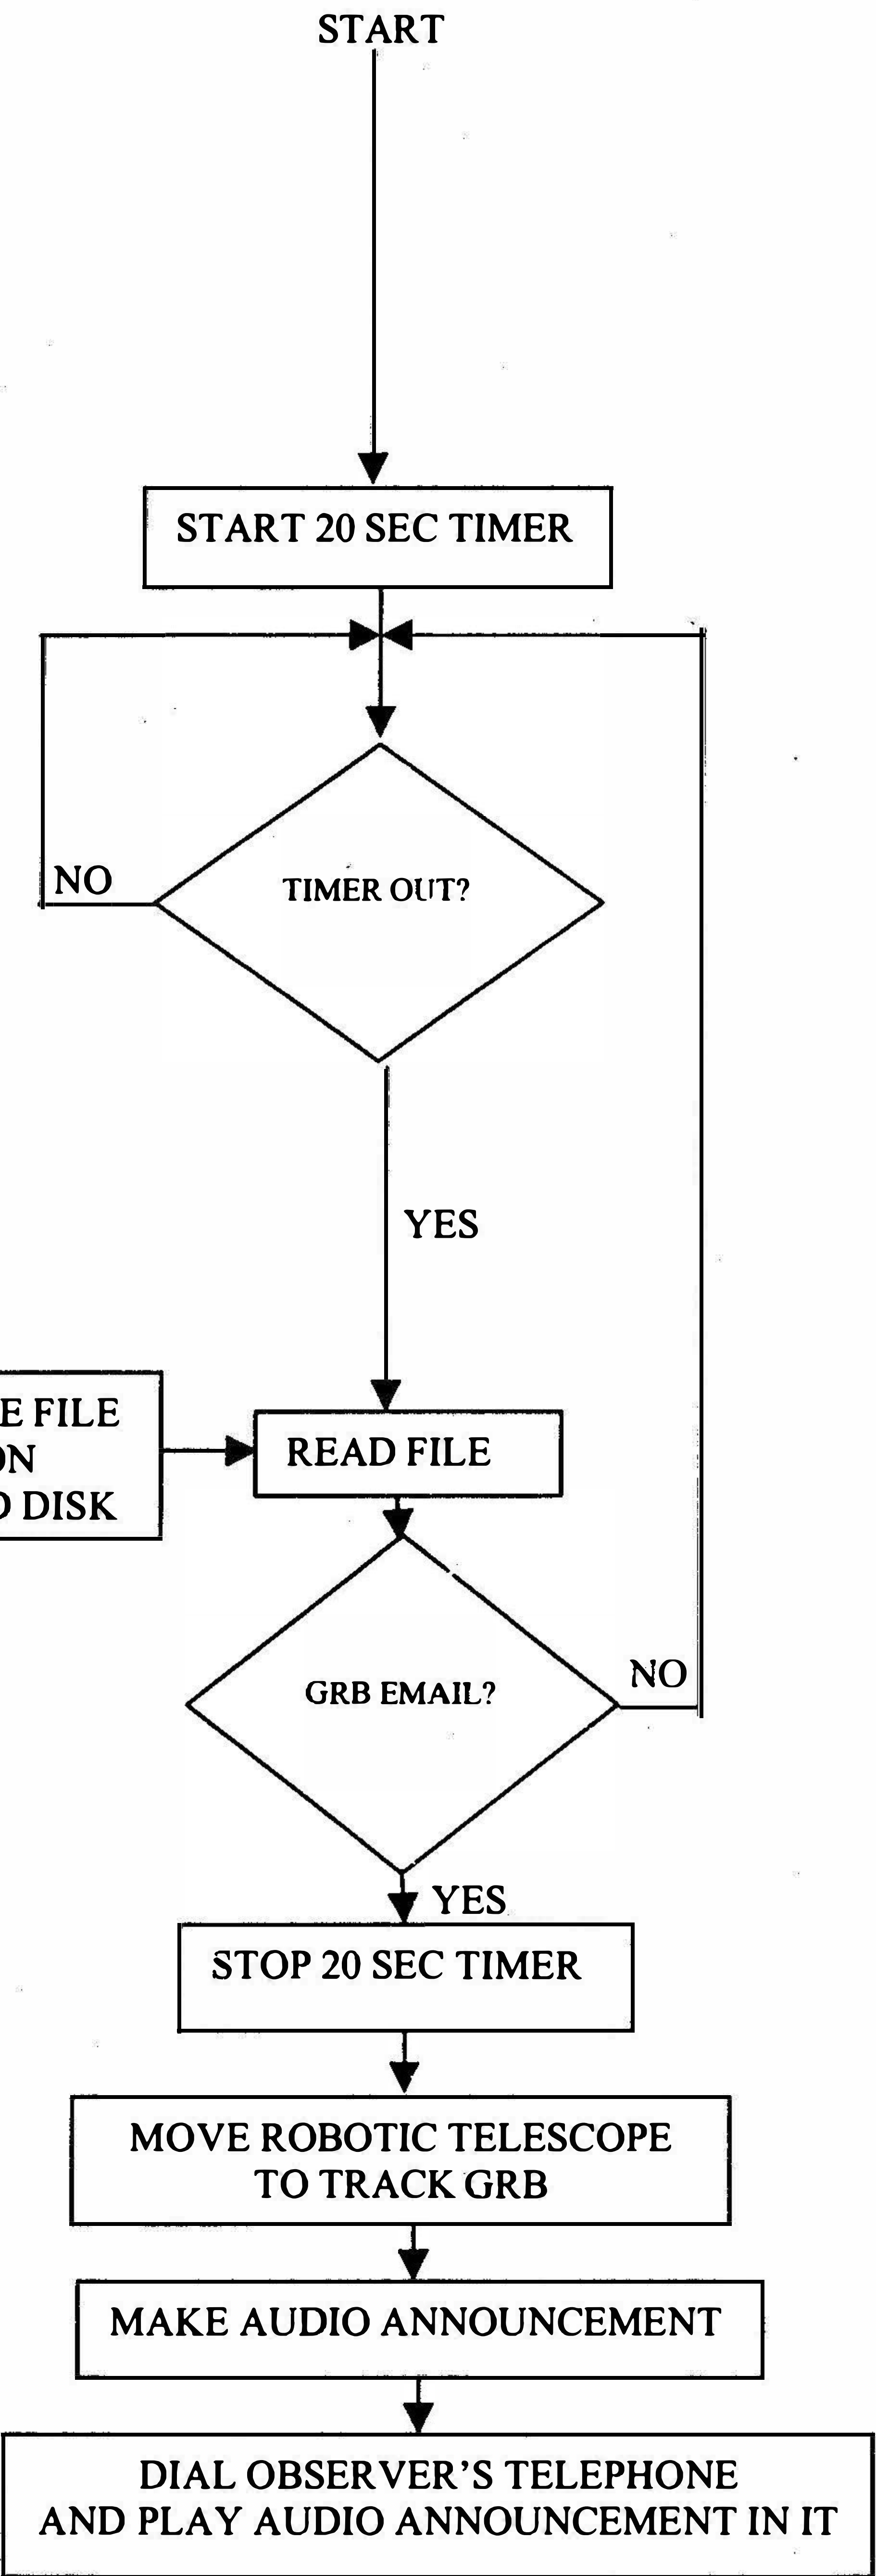 START
START 20 SEC TIMER
TIMER OUT?
NO
YES
E FILE
ON
D DISK
READ FILE
GRB EMAIL?
NO
YES
STOP 20 SEC TIMER
MOVE ROBOTIC TELESCOPE
TO TRACK GRB
MAKE AUDIO ANNOUNCEMENT
DIAL OBSERVER'S TELEPHONE
AND PLAY AUDIO ANNOUNCEMENT IN IT